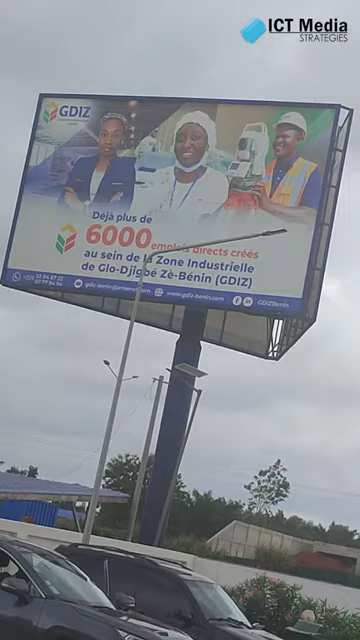 ICT Media
STRATEGIES
GDIZ
Déjà plus de
6000 emplois directs créés
au sein de la Zone Industrielle
de Glo-Djigbé Zè-Bénin (GDIZ)
www.gdiz-benin.com
GDIZBenin